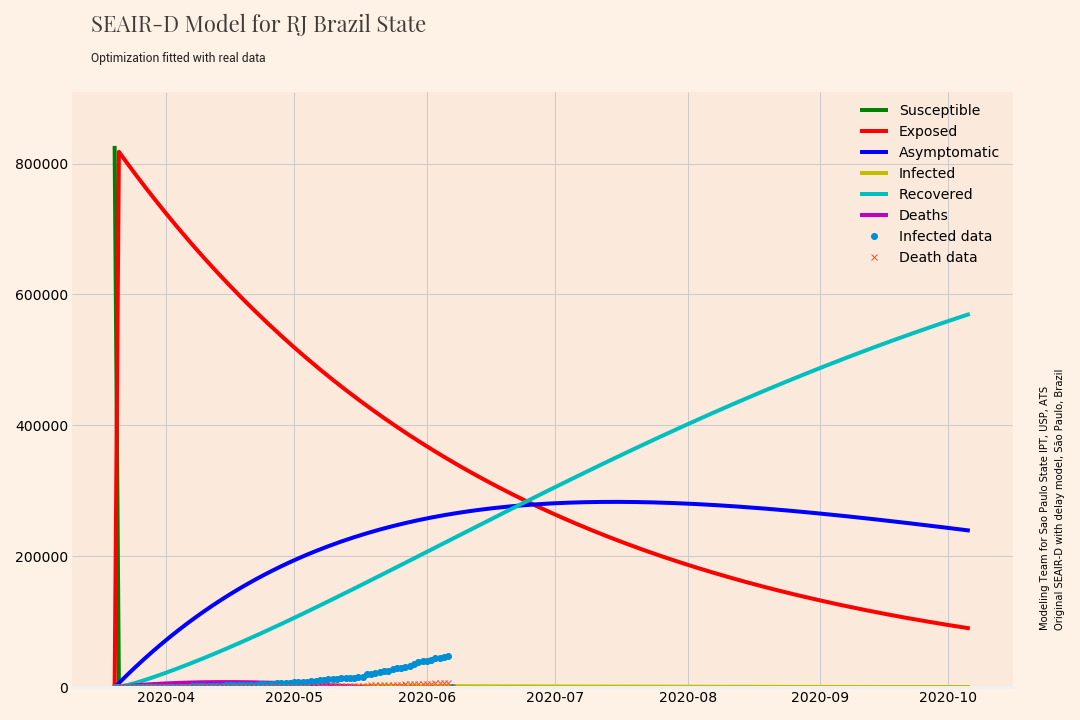 SEAIR-D Model for RJ Brazil State
Optimization fitted with real data
Susceptible
Exposed
Asymptomatic
Infected
Recovered
Deaths
Infected data
Death data
800000
600000
400000
200000
0
2020-04
2020-05
2020-06
2020-07
2020-08
2020-09
2020-10
Modeling Team for Sao Paulo State IPT, USP, ATS
Original SEAIR-D with delay model, São Paulo, Brazil